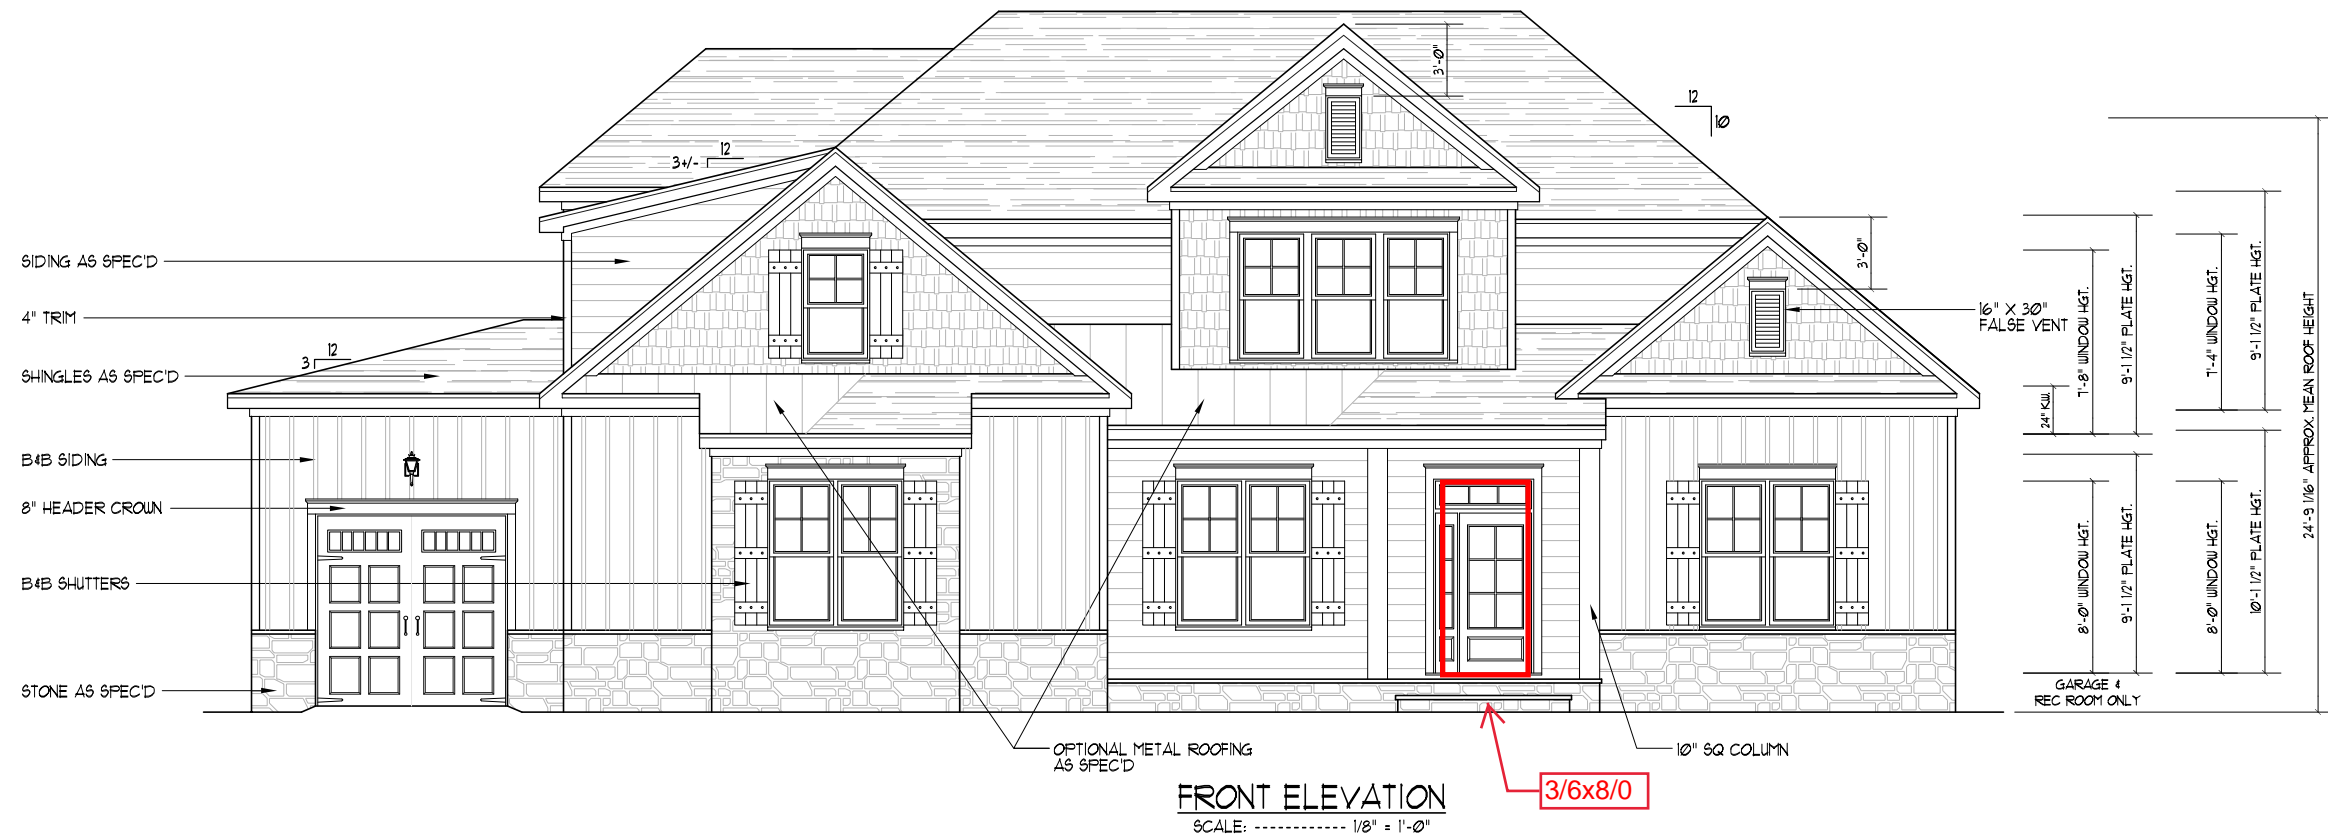 3'-0"
12
10
12
3+/-
SIDING AS SPEC'D
4" TRIM
12
3
SHINGLES AS SPEC'D
B&B SIDING
8" HEADER CROWN
B&B SHUTTERS
STONE AS SPEC'D
3'-0"
16" X 30"
FALSE VENT
24" K.W.
7'-8" WINDOW HGT.
9'-1 1/2" PLATE HGT.
7'-4" WINDOW HGT.
9'-1 1/2" PLATE HGT.
24'-9 1/16" APPROX. MEAN ROOF HEIGHT
8'-0" WINDOW HGT.
9'-1 1/2" PLATE HGT.
8'-0" WINDOW HGT.
10'-1 1/2" PLATE HGT.
GARAGE &
REC ROOM ONLY
OPTIONAL METAL ROOFING
AS SPEC'D
10" SQ COLUMN
3/6x8/0
FRONT ELEVATION
SCALE: ------------ 1/8" = 1'-0"